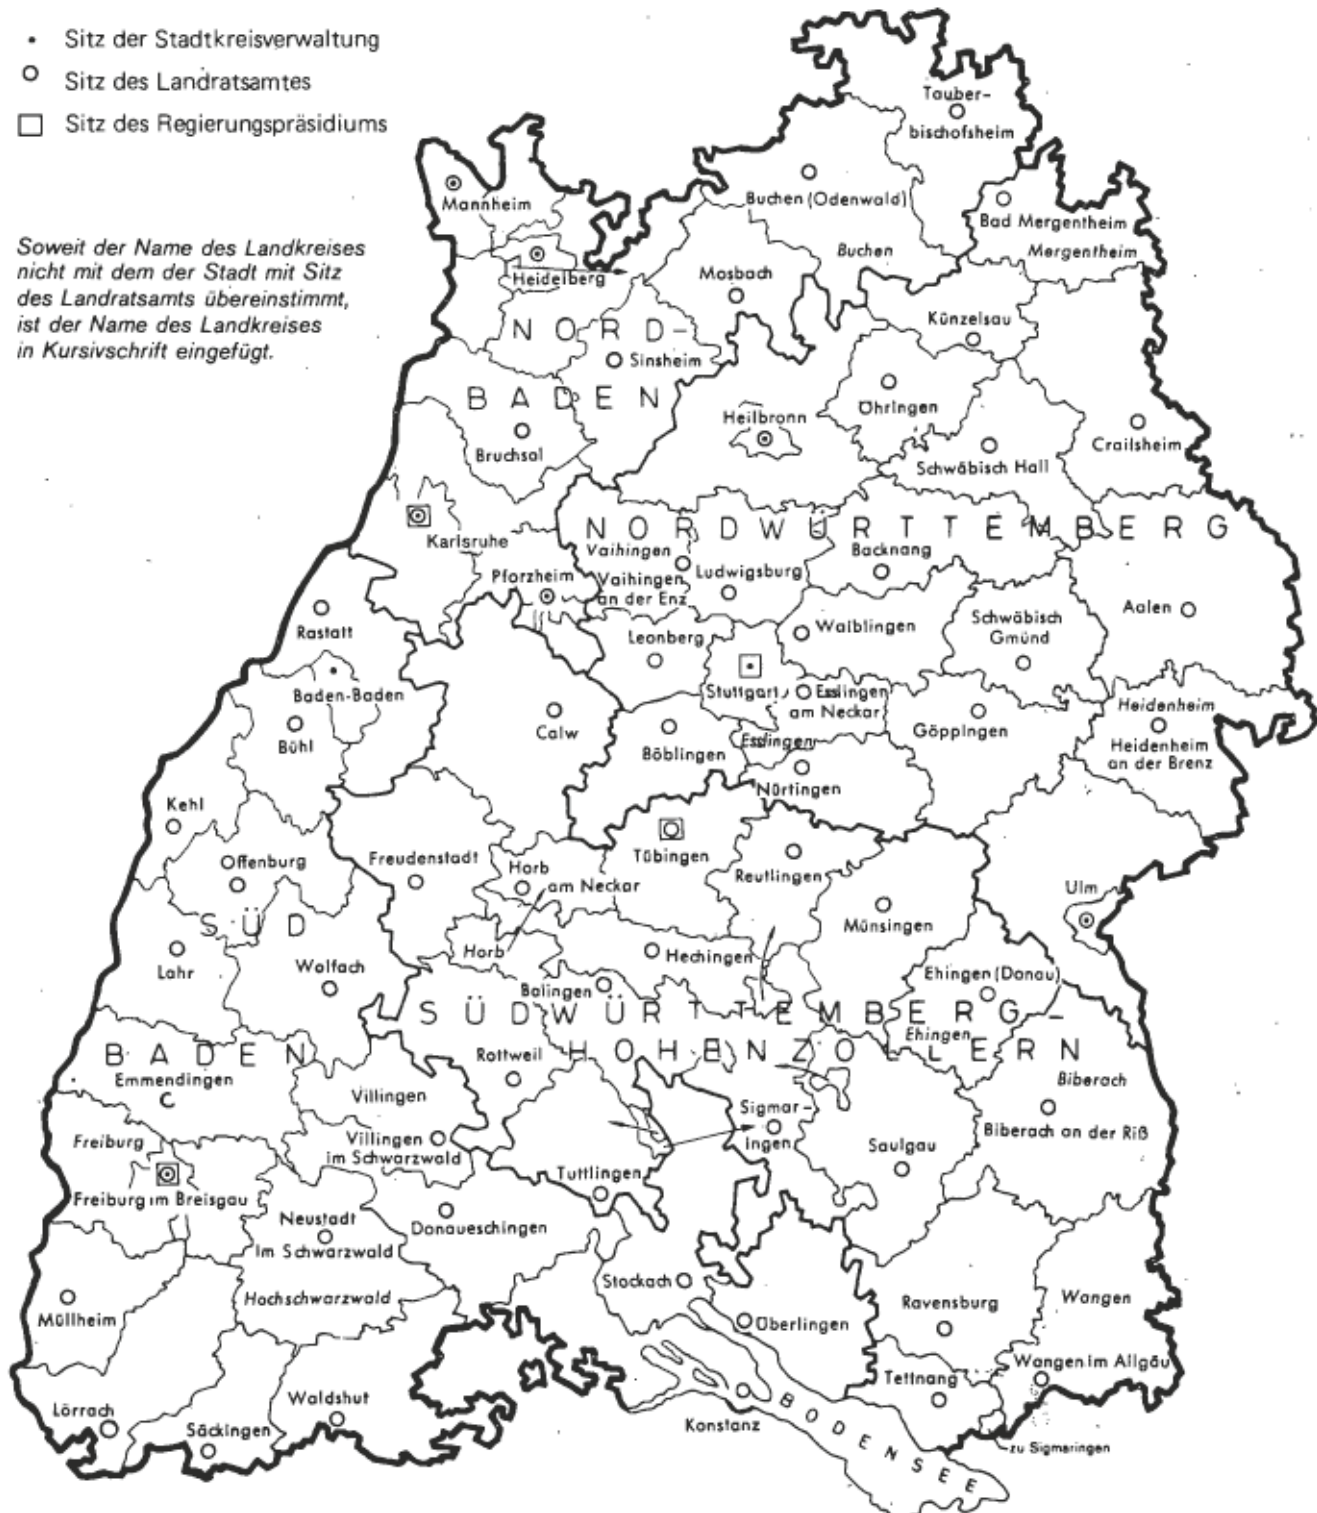 Sitz der Stadtkreisverwaltung
Sitz des Landratsamtes
Sitz des Regierungspräsidiums
Soweit der Name des Landkreises
nicht mit dem der Stadt mit Sitz
des Landratsamts übereinstimmt,
ist der Name des Landkreises
in Kursivschrift eingefügt.
Tauber-
bischofsheim
Mannheim
Buchen (Odenwald)
Buchen
Bad Mergentheim
Mergentheim
Heidelberg
Mosbach
Künzelsau
NORD-
Sinsheim
BADEN
Öhringen
Heilbronn
Bruchsal
Schwäbisch Hall
Crailsheim
NORDWÜRTTEMBERG
Karlsruhe
Vaihingen
Backnang
Pforzheim
Vaihingen
an der Enz
Ludwigsburg
Rastatt
Leonberg
Waiblingen
Schwäbisch
Gmünd
Aalen
Baden-Baden
Stuttgart
Esslingen
am Neckar
Heidenheim
Bühl
Calw
Böblingen
Esslingen
Göppingen
Heidenheim
an der Brenz
Nürtingen
Kehl
Offenburg
Freudenstadt
Horb
am Neckar
Tübingen
Reutlingen
Ulm
SÜD
Münsingen
Lahr
Wolfach
Horb
Hechingen
Ehingen (Donau)
Balingen
SÜDWÜRTTEMBERG-
Ehingen
BADEN
Rottweil
HOHENZOLLERN
Emmendingen
Villingen
Biberach
Freiburg
Villingen
im Schwarzwald
Sigmar-
ingen
Saulgau
Biberach an der Riß
Tuttlingen
Freiburg im Breisgau
Neustadt
im Schwarzwald
Donaueschingen
Stockach
Hochschwarzwald
Müllheim
Überlingen
Ravensburg
Wangen
Lörrach
Säckingen
Waldshut
Konstanz
BODENSEE
Tettnang
Wangen im Allgäu
zu Sigmaringen